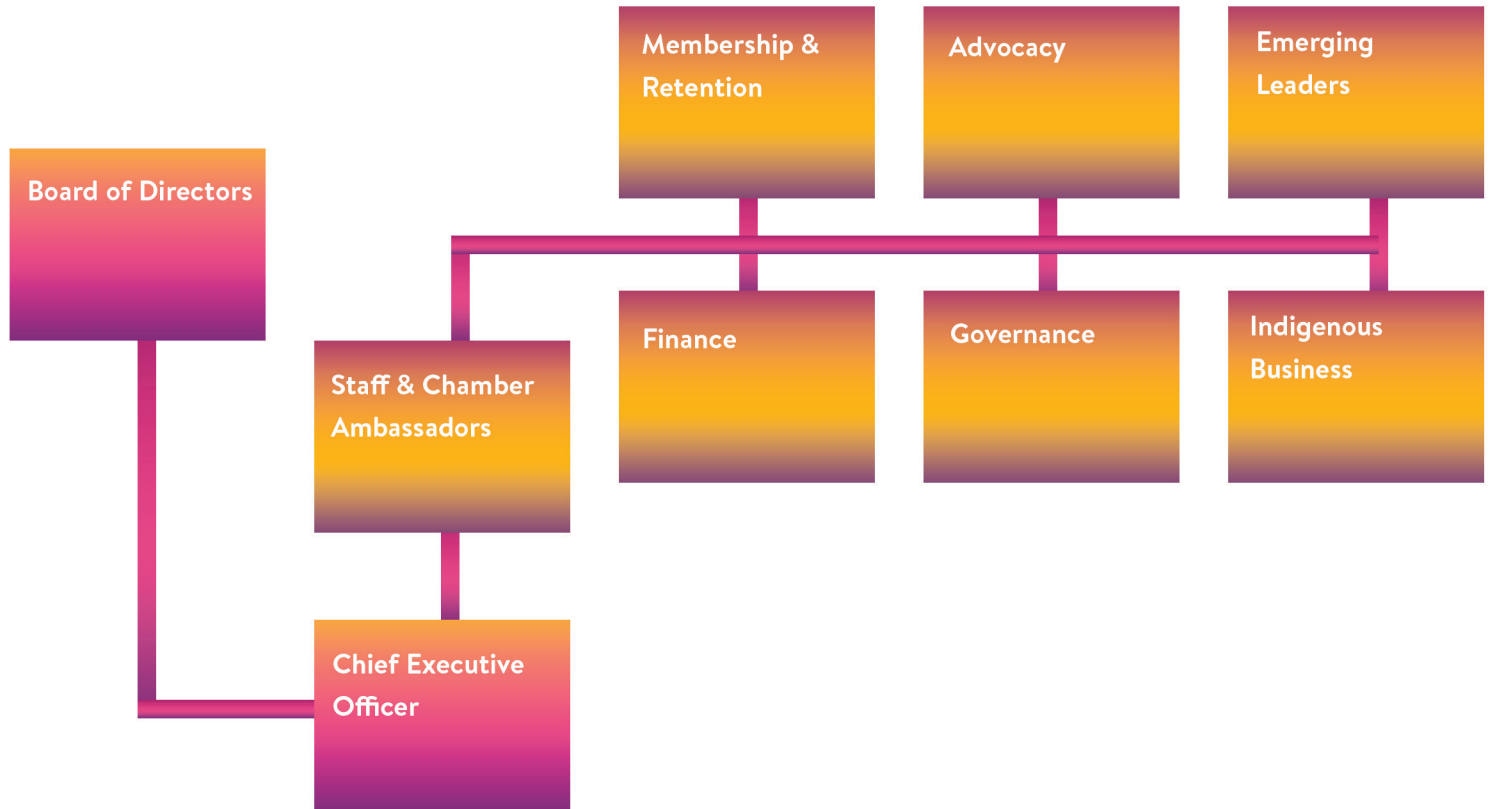 Membership &
Retention
Advocacy
Emerging
Leaders
Board of Directors
Finance
Governance
Indigenous
Business
Staff & Chamber
Ambassadors
Chief Executive
Officer